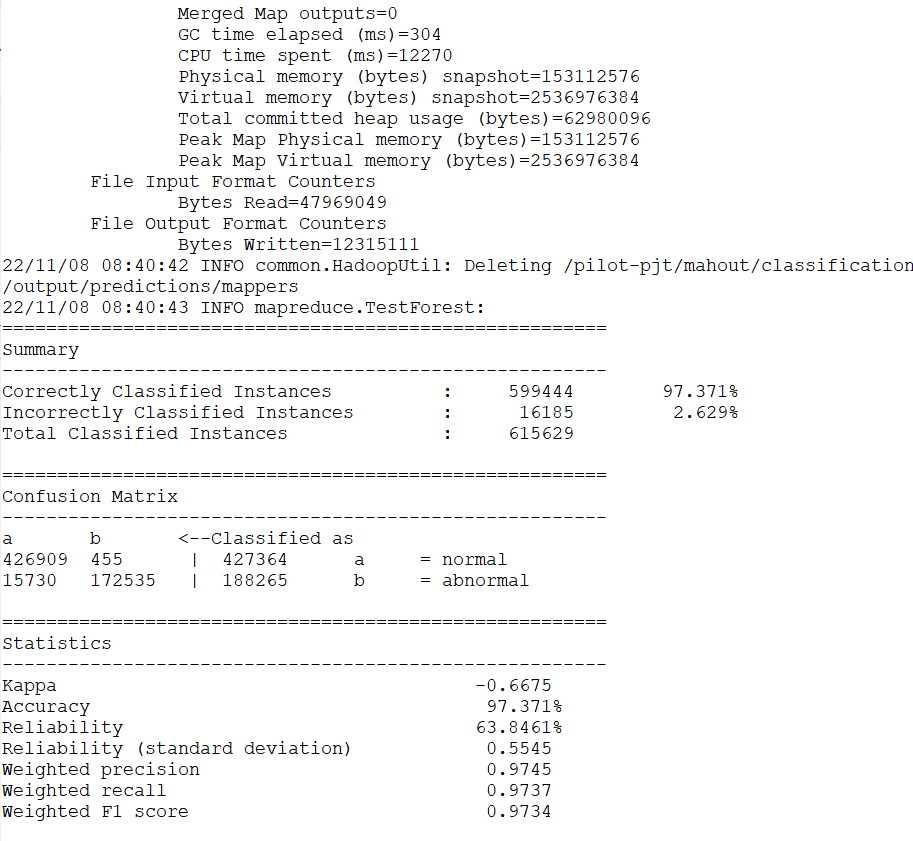 Merged Map outputs=0
GC time elapsed (ms)=304
CPU time spent (ms)=12270
Physical memory (bytes) snapshot=153112576
Virtual memory (bytes) snapshot=2536976384
Total committed heap usage (bytes)=62980096
Peak Map Physical memory (bytes)=153112576
Peak Map Virtual memory (bytes)=2536976384
File Input Format Counters
Bytes Read=47969049
File Output Format Counters
Bytes Written=12315111
22/11/08 08:40:42 INFO common.HadoopUtil: Deleting /pilot-pjt/mahout/classification
/output/predictions/mappers
22/11/08 08:40:43 INFO mapreduce.TestForest:
=======================================================
Summary
-------------------------------------------------------
Correctly Classified Instances          :     599444        97.371%
Incorrectly Classified Instances        :      16185         2.629%
Total Classified Instances              :     615629
=======================================================
Confusion Matrix
-------------------------------------------------------
a       b       <--Classified as
426909  455      |  427364      a     = normal
15730   172535   |  188265      b     = abnormal
=======================================================
Statistics
-------------------------------------------------------
Kappa                                      -0.6675
Accuracy                                    97.371%
Reliability                                63.8461%
Reliability (standard deviation)            0.5545
Weighted precision                          0.9745
Weighted recall                             0.9737
Weighted F1 score                           0.9734